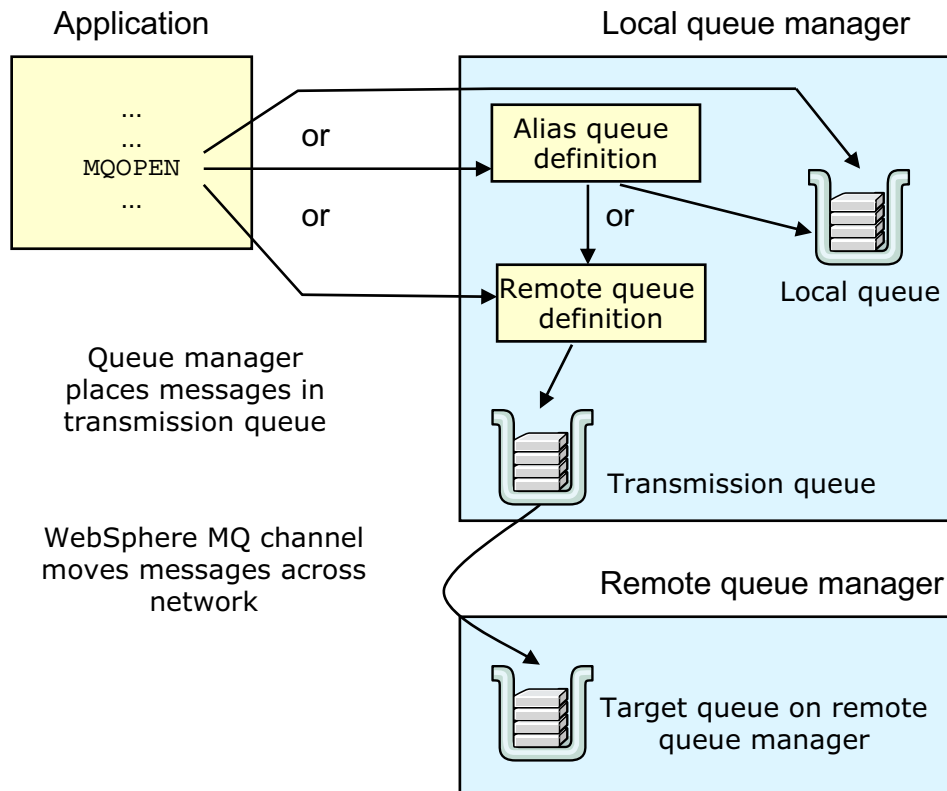 Application
Local queue manager
...
...
MQOPEN
...
or
or
Alias queue
definition
or
Remote queue
definition
Local queue
Queue manager
places messages in
transmission queue
Transmission queue
WebSphere MQ channel
moves messages across
network
Remote queue manager
Target queue on remote
queue manager